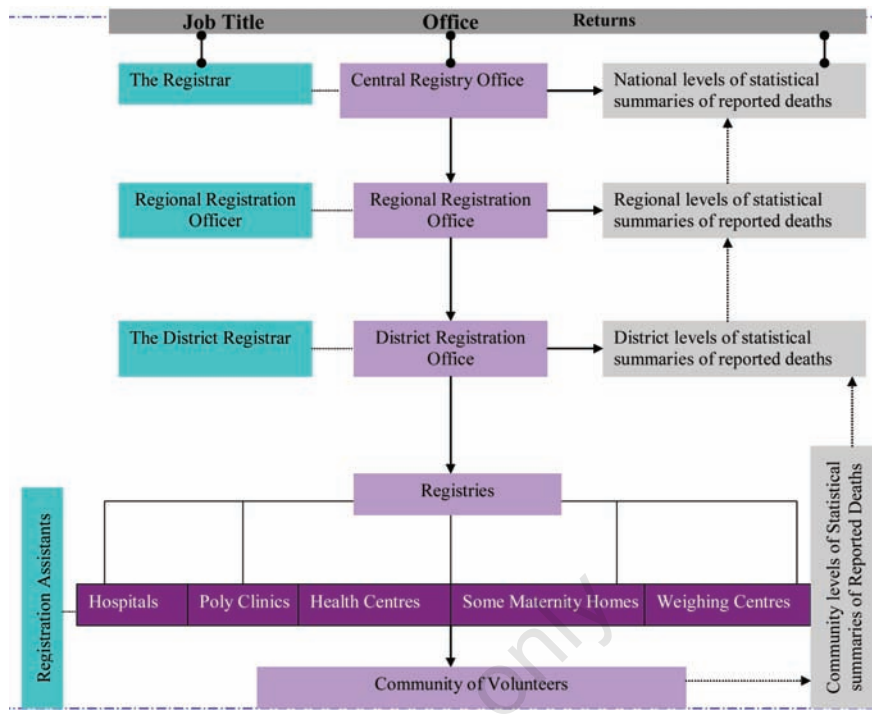 Job Title Office Returns
The Registrar
Central Registry Office
National levels of statistical
summaries of reported deaths
Regional Registration
Officer
Regional Registration
Office
Regional levels of statistical
summaries of reported deaths
The District Registrar
District Registration
Office
District levels of statistical
summaries of reported deaths
Registries
Registration Assistants
Hospitals
Poly Clinics
Health Centres
Some Maternity Homes
Weighing Centres
Community levels of Statistical
summaries of Reported Deaths
Community of Volunteers
only